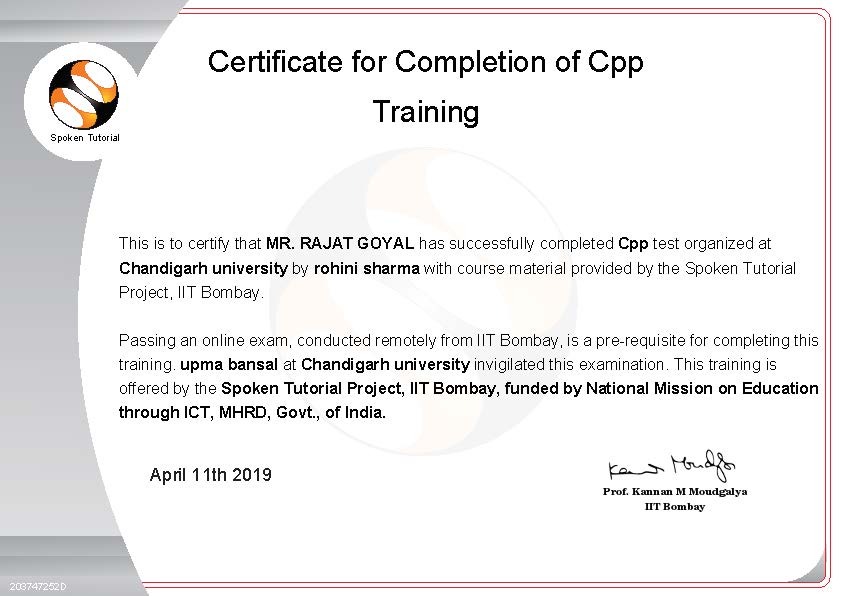 Certificate for Completion of Cpp
Training
Spoken Tutorial
This is to certify that MR. RAJAT GOYAL has successfully completed Cpp test organized at
Chandigarh university by rohini sharma with course material provided by the Spoken Tutorial
Project, IIT Bombay.
Passing an online exam, conducted remotely from IIT Bombay, is a pre-requisite for completing this
training. upma bansal at Chandigarh university invigilated this examination. This training is
offered by the Spoken Tutorial Project, IIT Bombay, funded by National Mission on Education
through ICT, MHRD, Govt., of India.
April 11th 2019
Kannan Moudgalya
Prof. Kannan M Moudgalya
IIT Bombay
203747252D